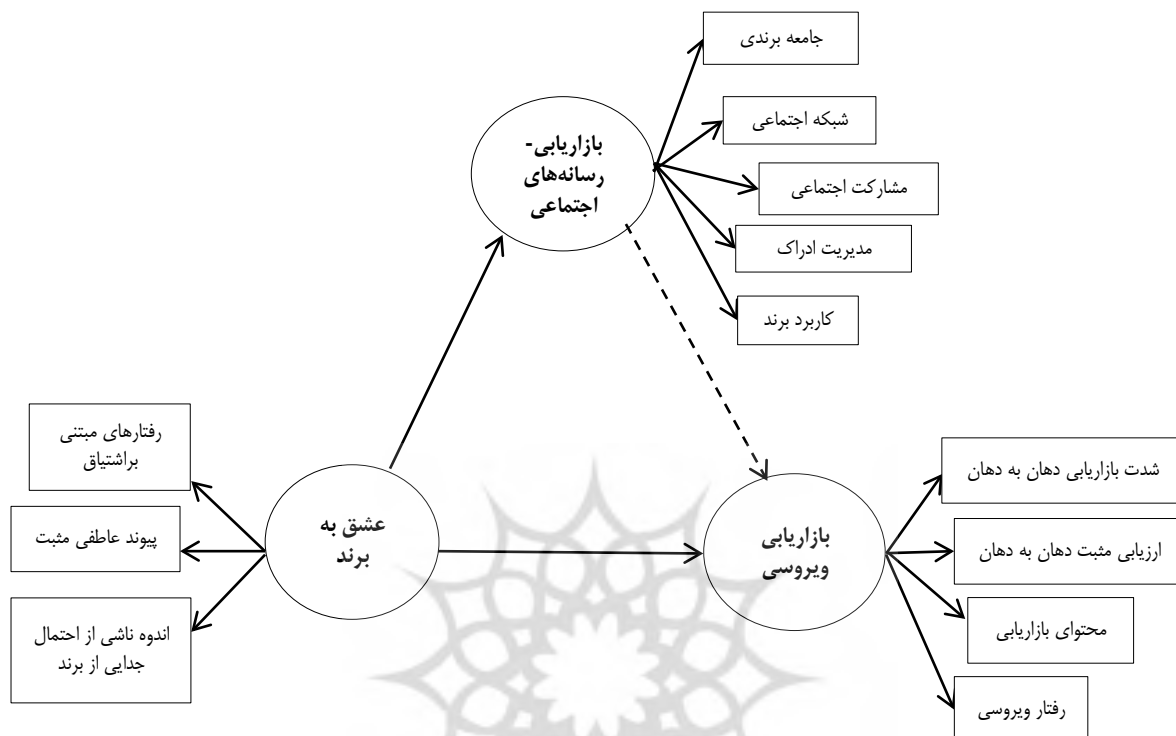 جامعه برندی
شبکه اجتماعی
مشارکت اجتماعی
مدیریت ادراک
کاربرد برند
بازاریابی-
رسانه‌های
اجتماعی
رفتارهای مبتنی
براشتیاق
پیوند عاطفی مثبت
اندوه ناشی از احتمال
جدایی از برند
عشق به
برند
بازاریابی
ویروسی
شدت بازاریابی دهان به دهان
ارزیابی مثبت دهان به دهان
محتوای بازاریابی
رفتار ویروسی